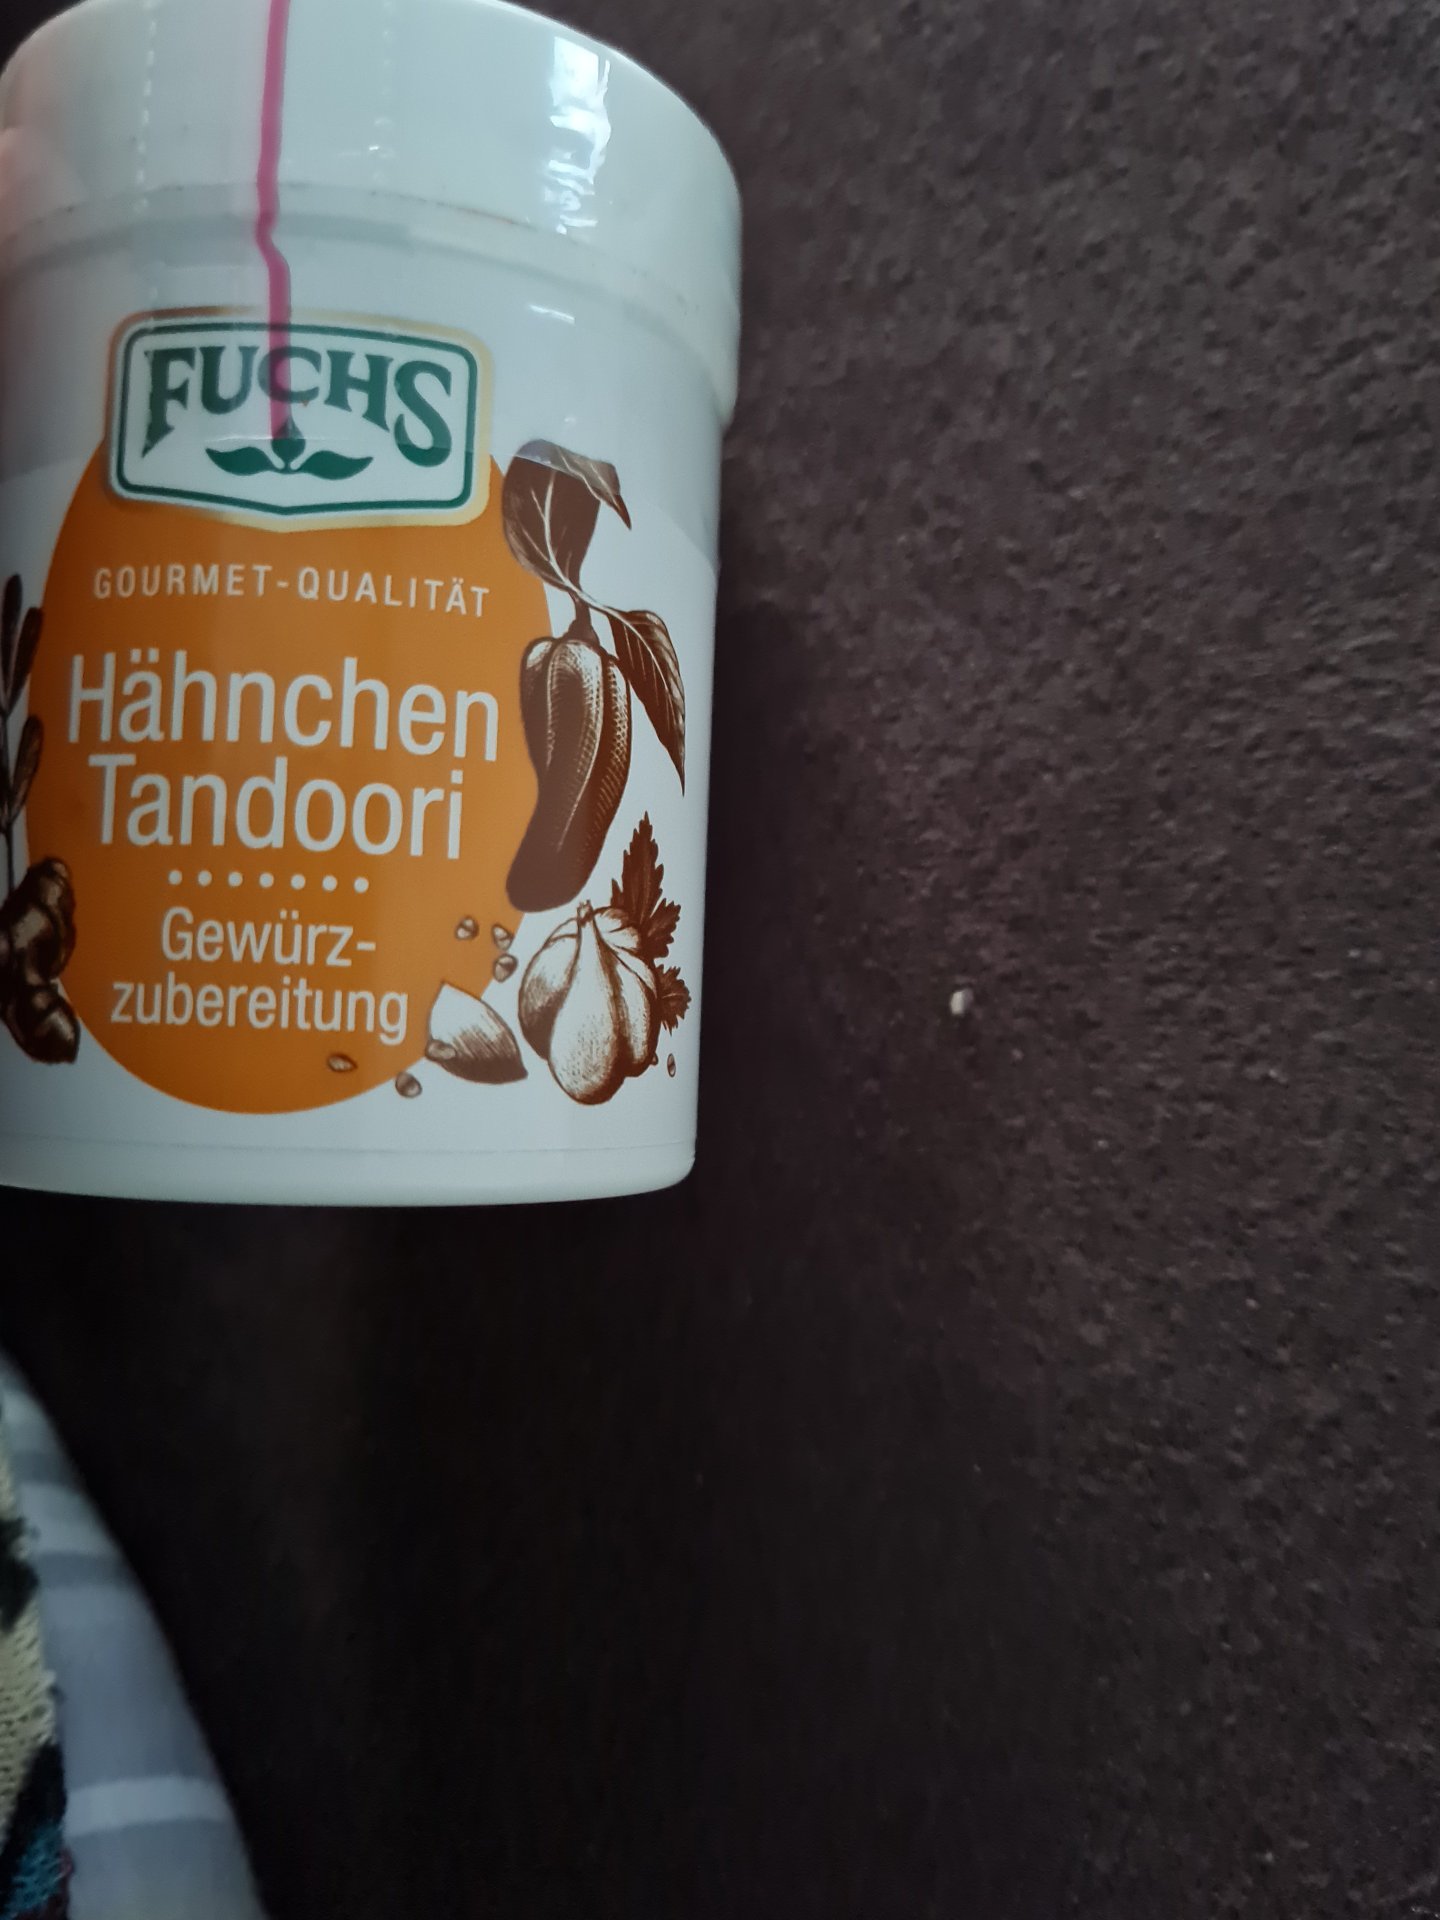 FUCHS
GOURMET-QUALITÄT
Hähnchen
Tandoori
Gewürz-
zubereitung